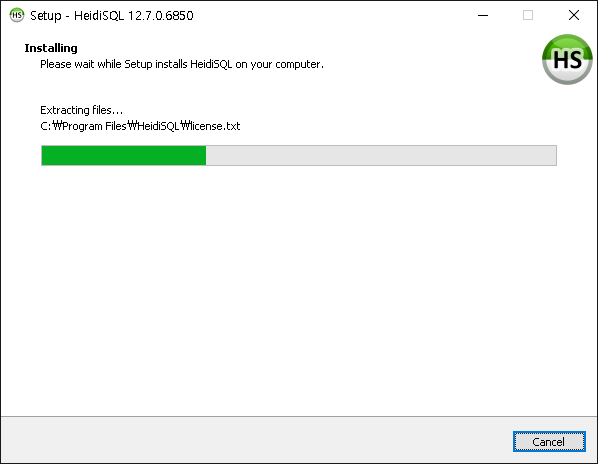 Setup - HeidiSQL 12.7.0.6850
Installing
Please wait while Setup installs HeidiSQL on your computer.
HS
Extracting files...
C:₩Program Files₩HeidiSQL₩license.txt
Cancel